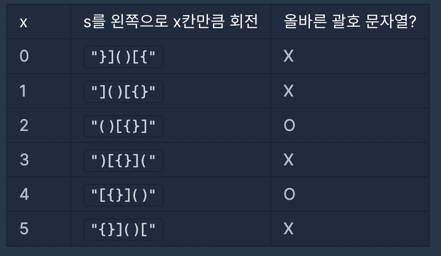 x s를 왼쪽으로 x칸만큼 회전 올바른 괄호 문자열?
0 "}]()[{" X
1 "]()[{}" X
2 "()[{}]" O
3 ")[{}](" X
4 "[{}]()" O
5 "{}]()[" X